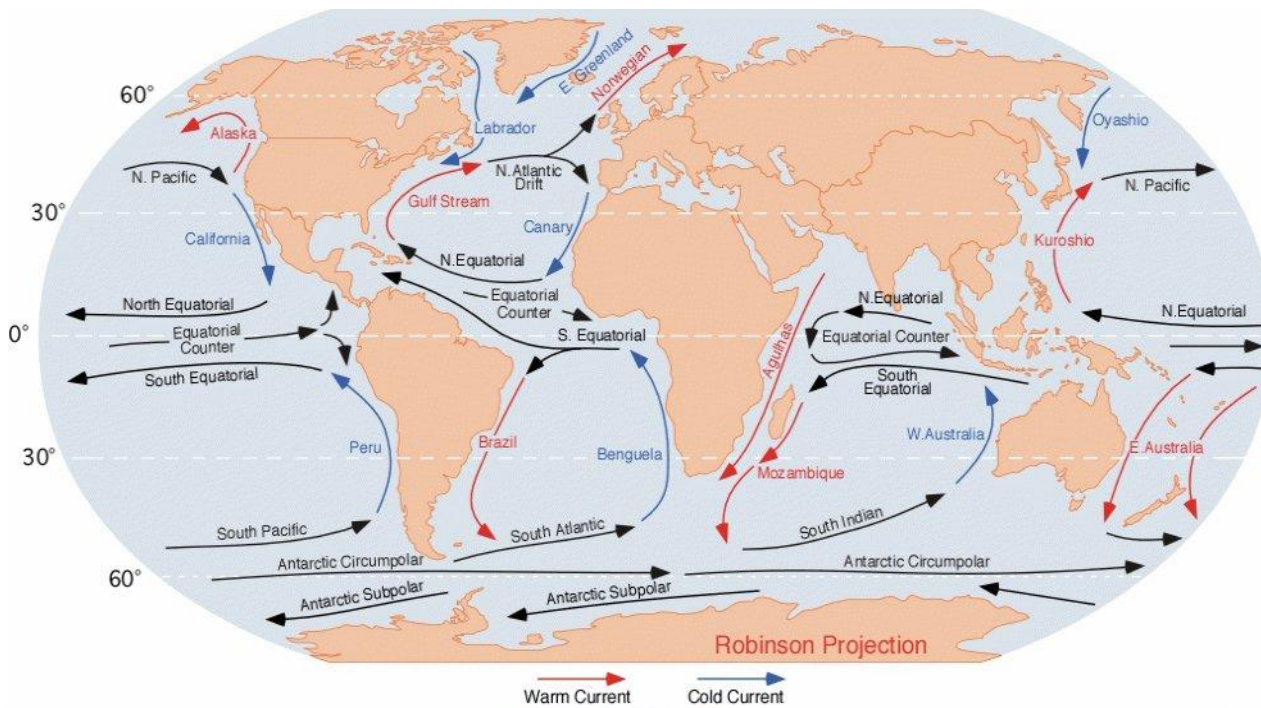 E. Greenland
Norwegian
60°
Alaska
Labrador
Oyashio
N. Pacific
N.Atlantic
Drift
N. Pacific
30°
Gulf Stream
California
Canary
Kuroshio
N.Equatorial
North Equatorial
Equatorial
Counter
N.Equatorial
N.Equatorial
0°
Equatorial
Counter
S. Equatorial
Equatorial Counter
South Equatorial
South
Equatorial
Agulhas
Peru
Brazil
Benguela
W.Australia
E.Australia
30°
Mozambique
South Pacific
South Atlantic
South Indian
Antarctic Circumpolar
Antarctic Circumpolar
60°
Antarctic Subpolar
Antarctic Subpolar
Robinson Projection
Warm Current
Cold Current